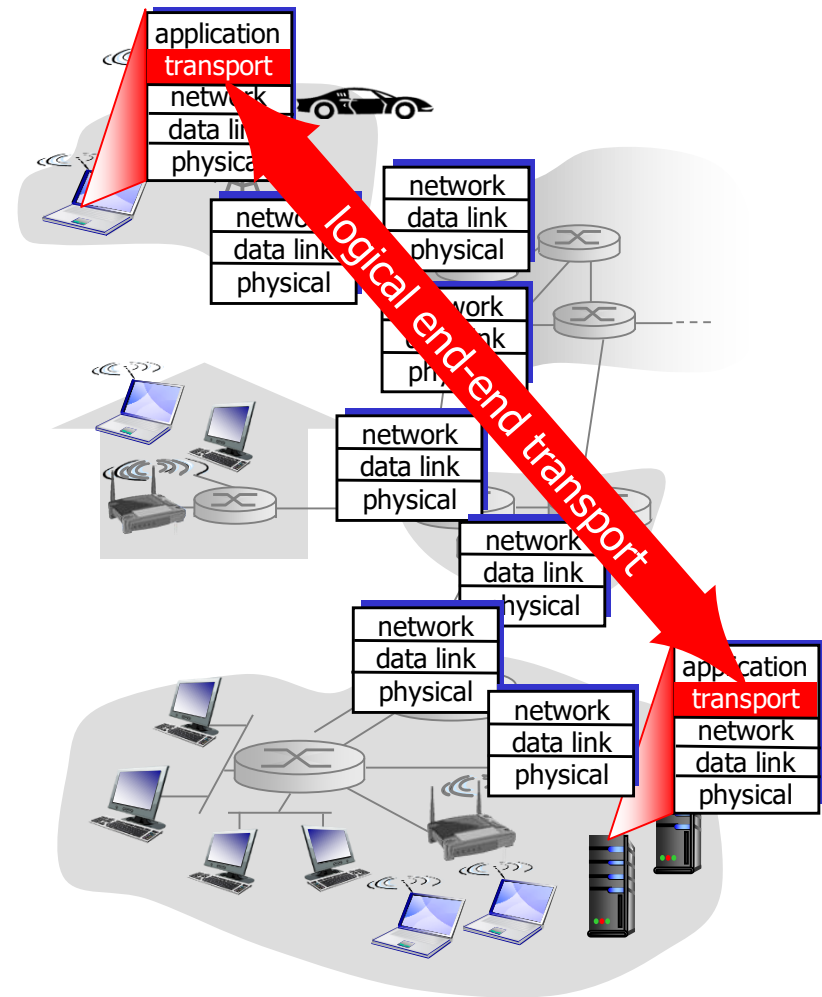 application
transport
network
data link
physical
network
data link
physical
network
data link
physical
logical end-end transport
network
data link
physical
network
data link
physical
network
data link
physical
network
data link
physical
application
transport
network
data link
physical